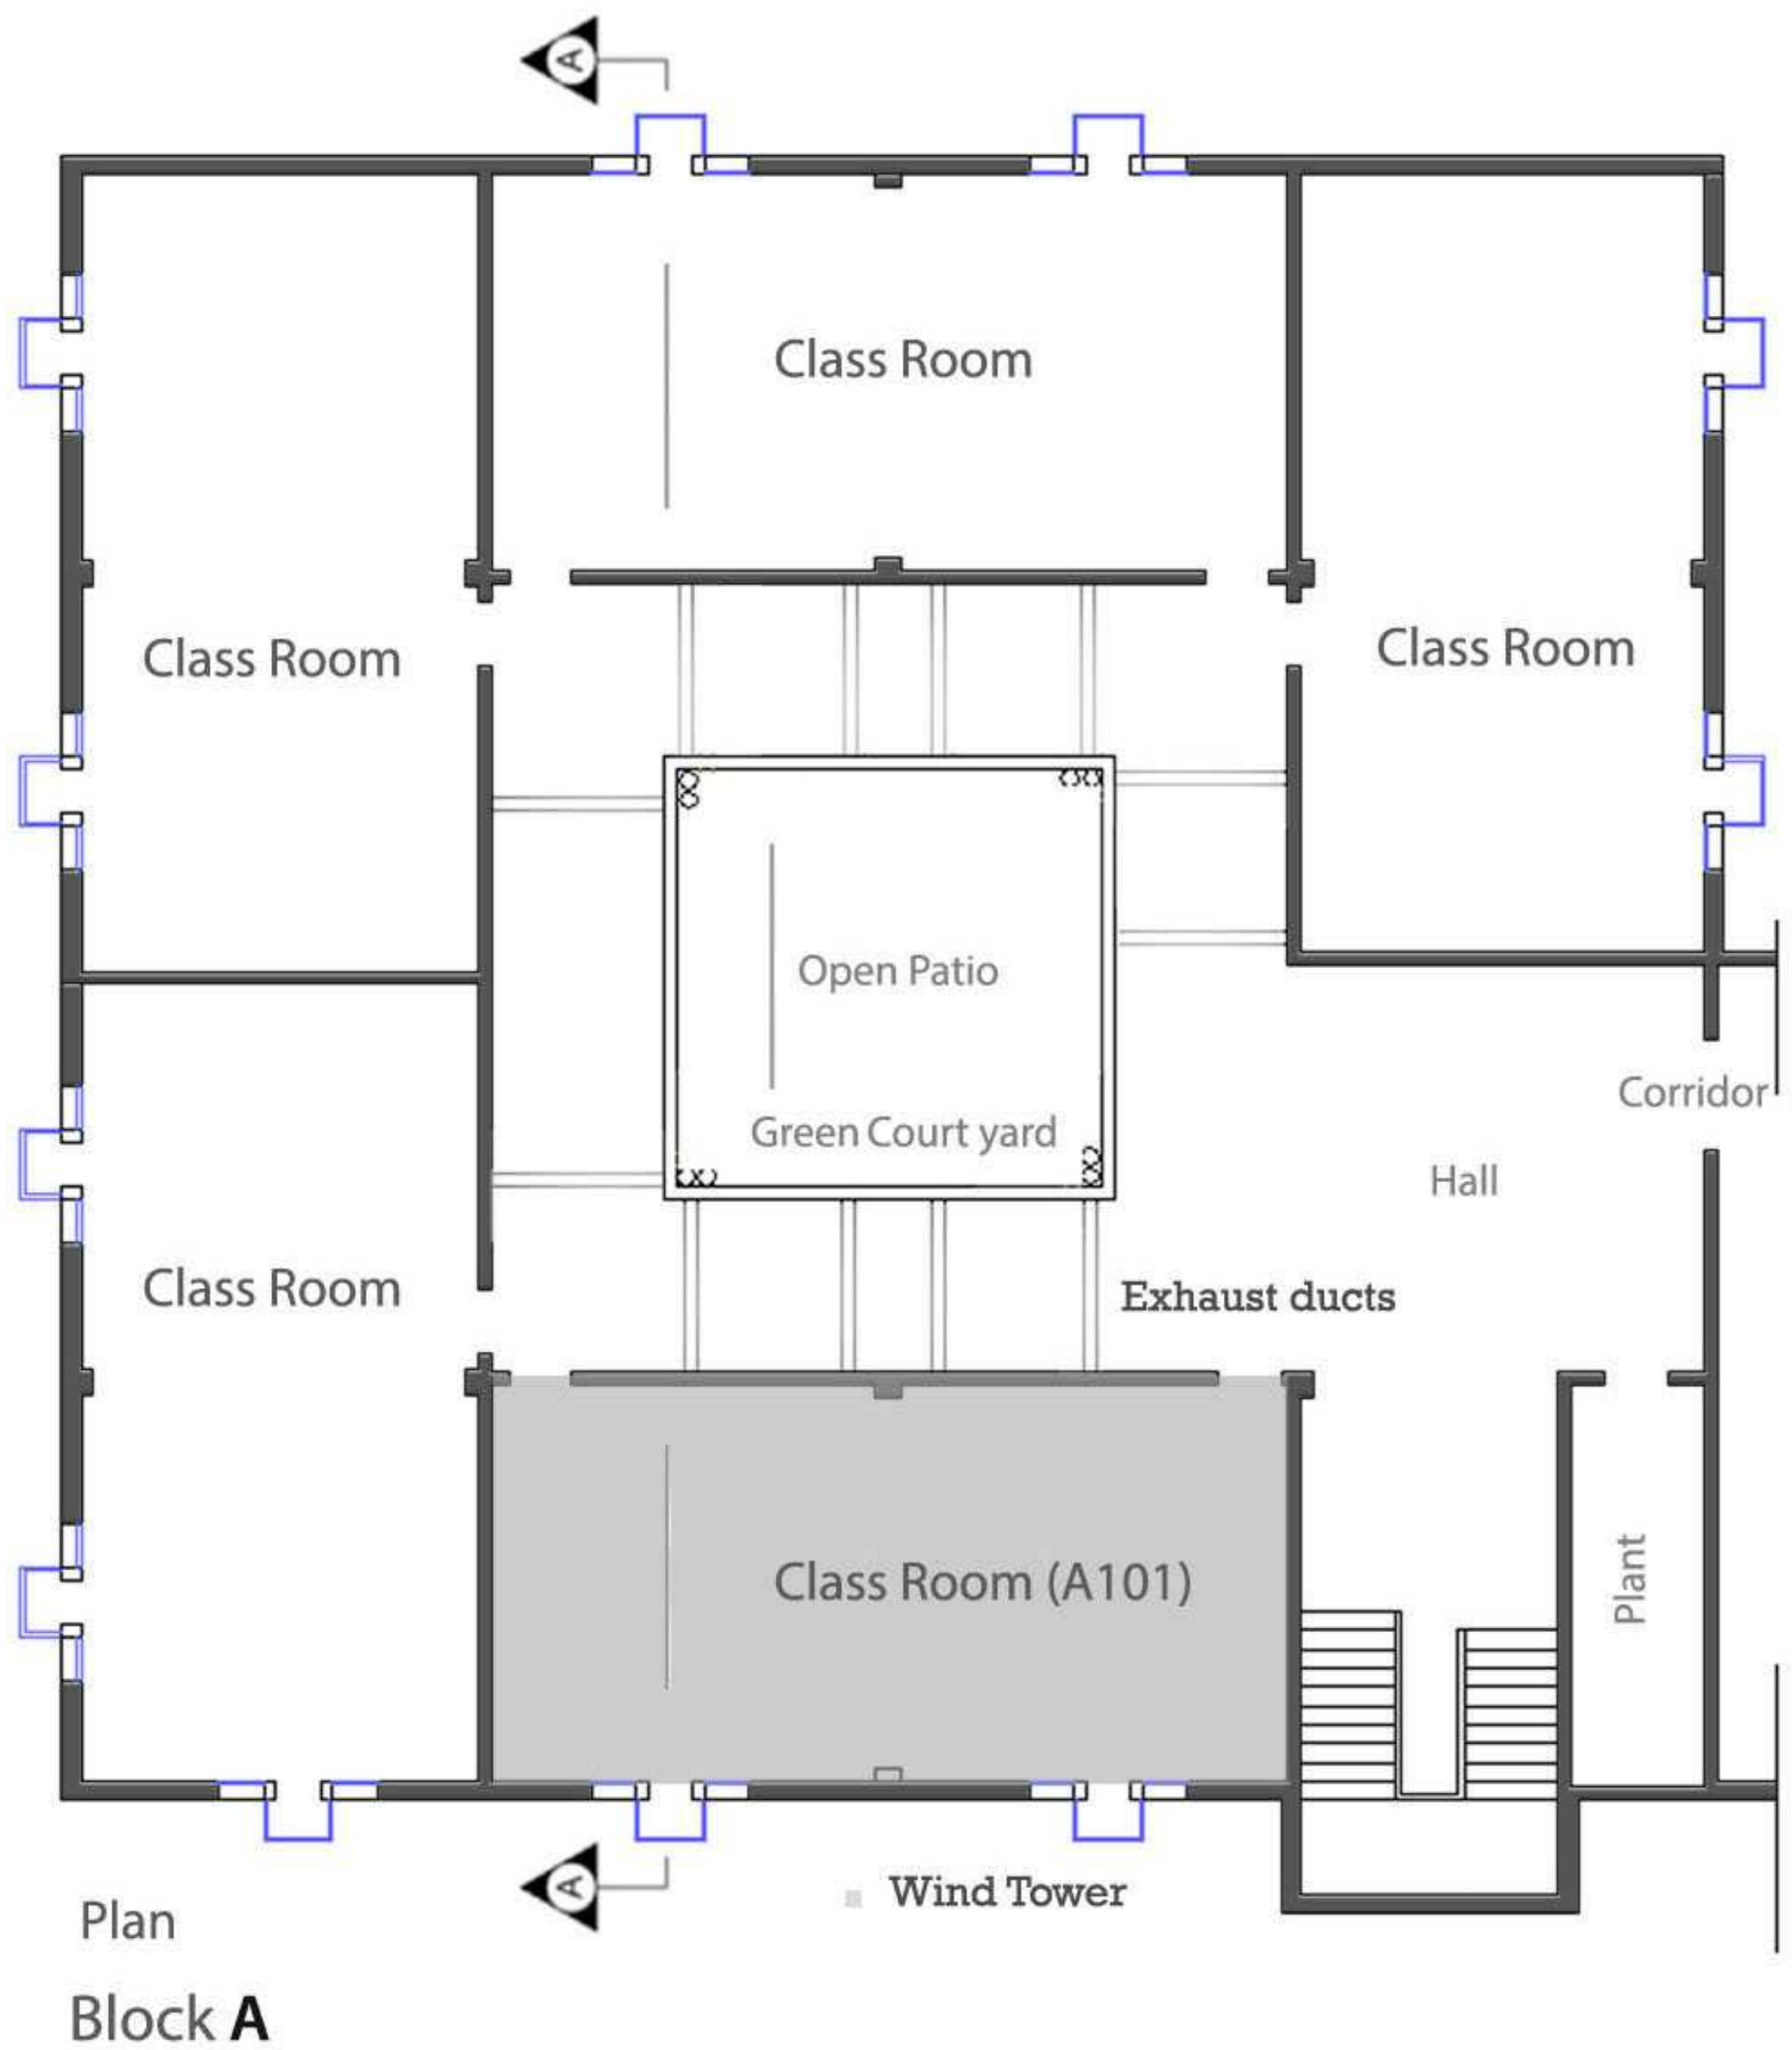 A
Class Room
Class Room
Class Room
Open Patio
Green Court yard
Corridor
Hall
Class Room
Exhaust ducts
Class Room (A101)
Plant
A
Wind Tower
Plan
Block A